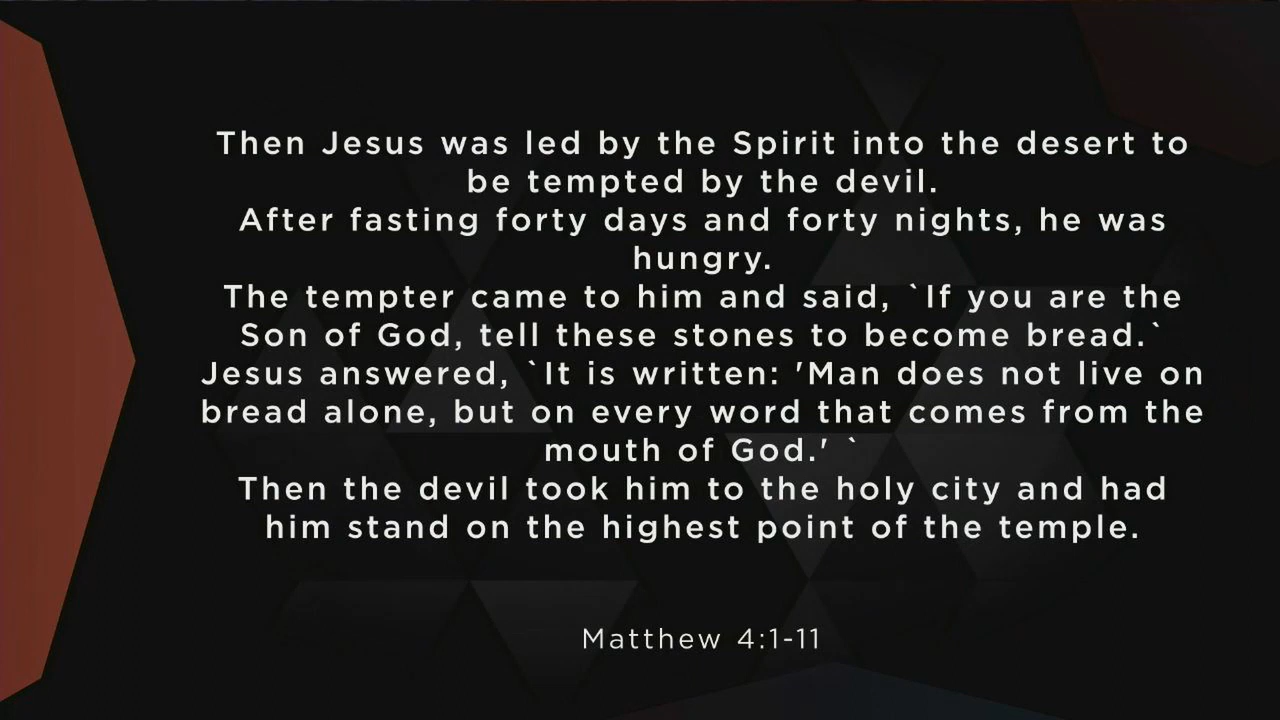 Then Jesus was led by the Spirit into the desert to
be tempted by the devil.
After fasting forty days and forty nights, he was
hungry.
The tempter came to him and said, `If you are the
Son of God, tell these stones to become bread.`
Jesus answered, `It is written: 'Man does not live on
bread alone, but on every word that comes from the
mouth of God.' `
Then the devil took him to the holy city and had
him stand on the highest point of the temple.
Matthew 4:1-11